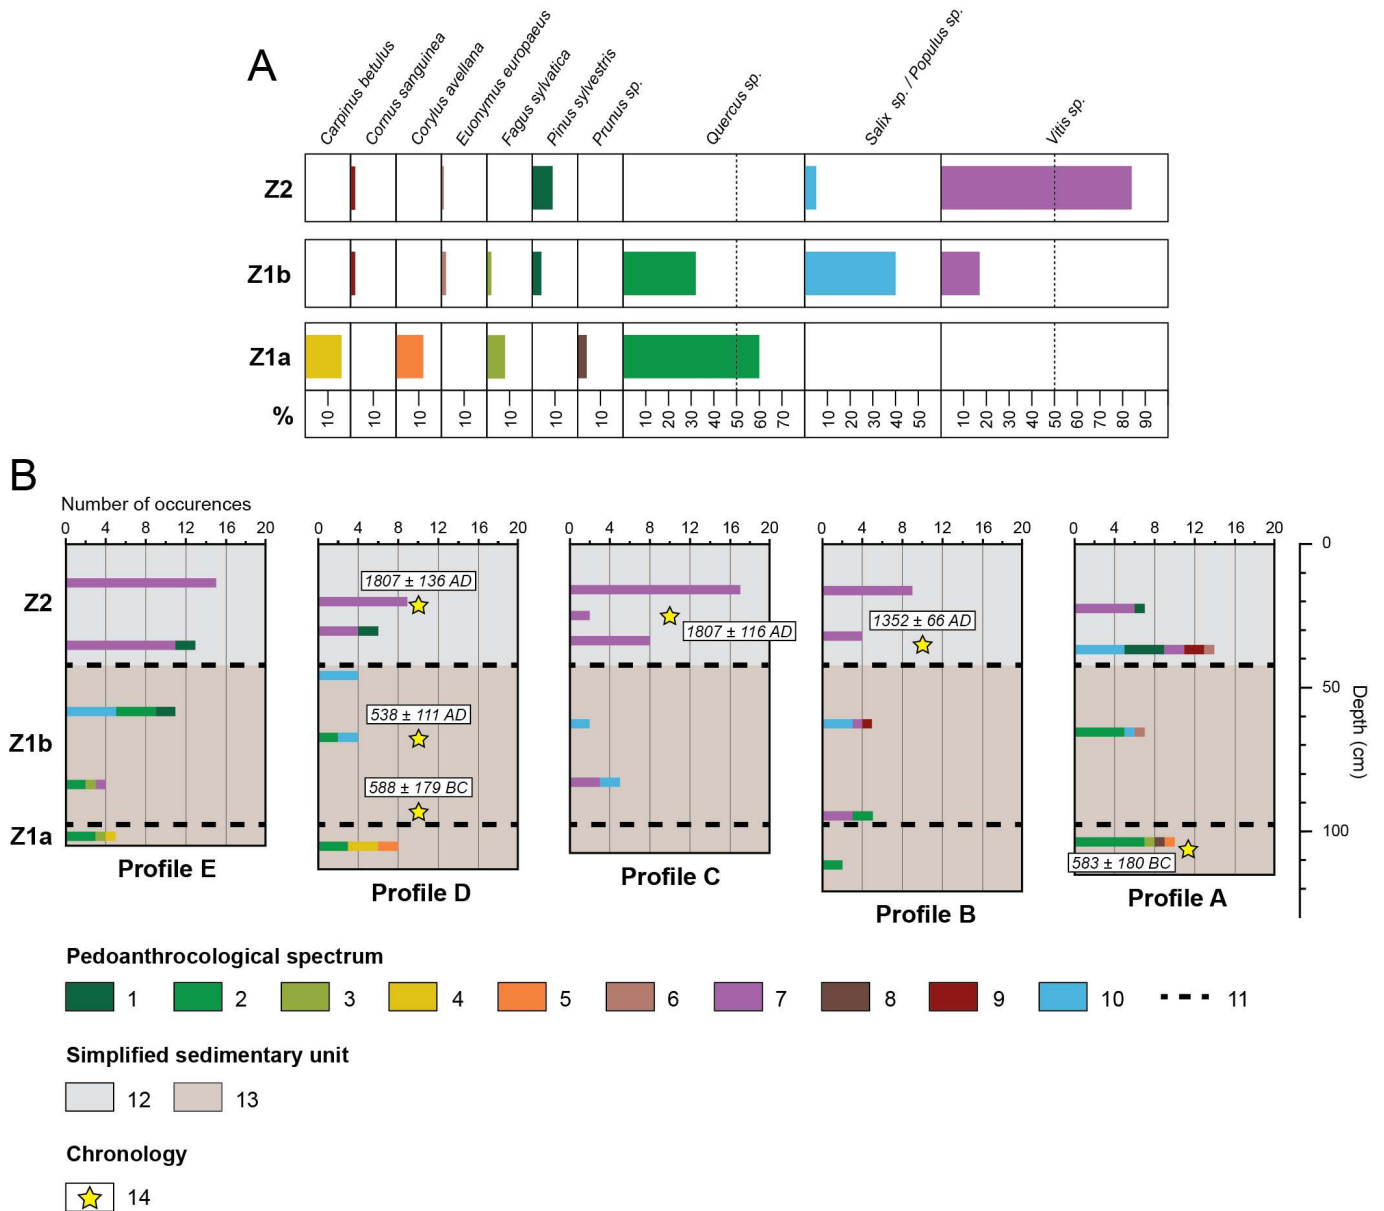 A
Carpinus betulus
Cornus sanguinea
Corylus avellana
Euonymus europaeus
Fagus sylvatica
Pinus sylvestris
Prunus sp.
Quercus sp.
Salix sp. / Populus sp.
Vitis sp.
Z2
Z1b
Z1a
%
10 10 10 10 10 10 10 10 20 30 40 50 60 70 10 20 30 40 50 10 20 30 40 50 60 70 80 90
B
Number of occurences
0 4 8 12 16 20 0 4 8 12 16 20 0 4 8 12 16 20 0 4 8 12 16 20 0 4 8 12 16 20
0
1807 ± 136 AD
Z2
1352 ± 66 AD
1807 ± 116 AD
50
538 ± 111 AD
Depth (cm)
Z1b
588 ± 179 BC
100
Z1a
583 ± 180 BC
Profile E
Profile D
Profile C
Profile B
Profile A
Pedoanthrocological spectrum
1 2 3 4 5 6 7 8 9 10 11
Simplified sedimentary unit
12 13
Chronology
14